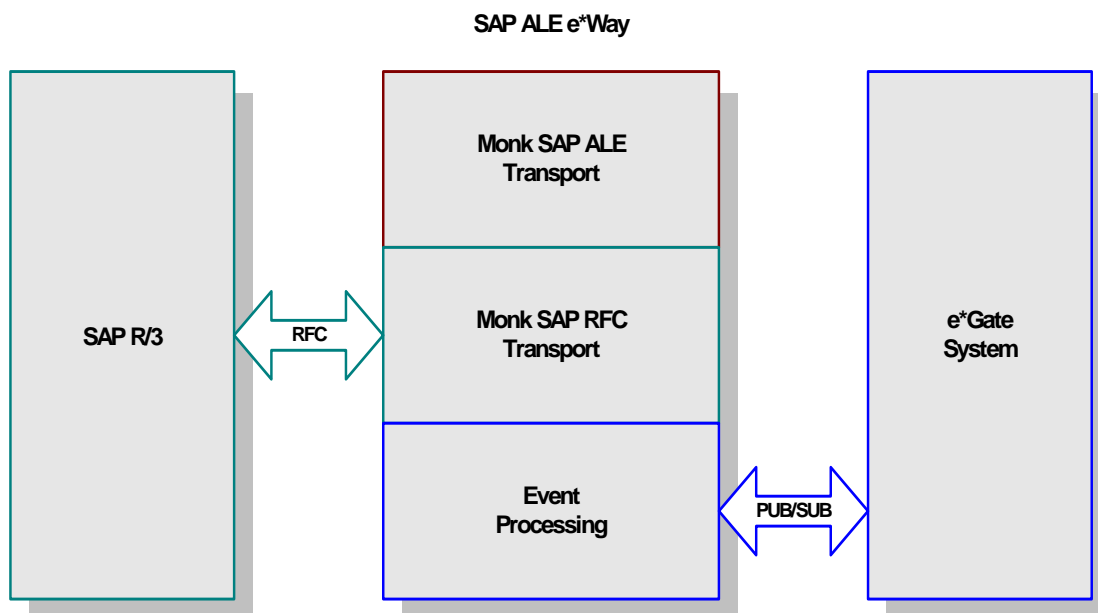 SAP ALE e*Way
Monk SAP ALE
Transport
SAP R/3
RFC
Monk SAP RFC
Transport
e*Gate
System
Event
Processing
PUB/SUB